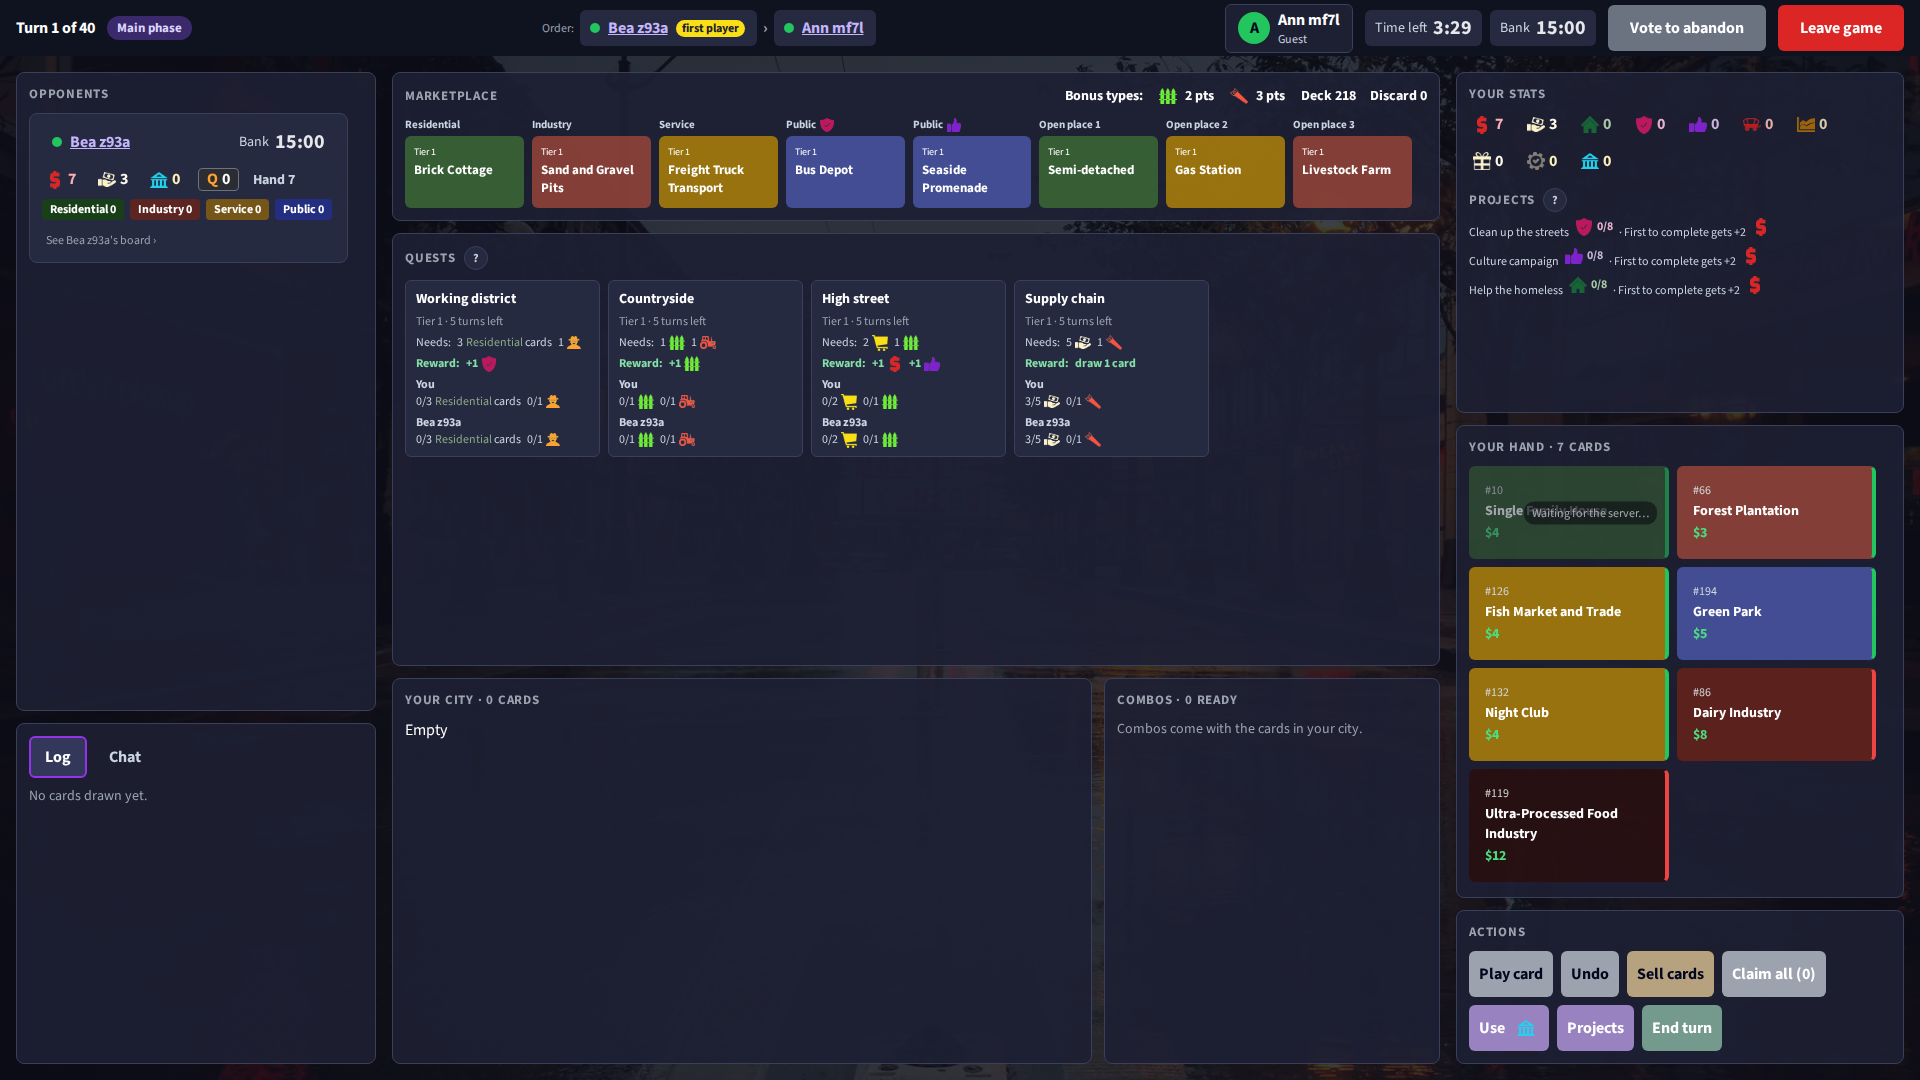 Turn 1 of 40 Main phase
Order: Bea z93a first player › Ann mf7l
A Ann mf7l Guest
Time left 3:29
Bank 15:00
Vote to abandon
Leave game
OPPONENTS
Bea z93a Bank 15:00
$ 7 3 0 Q 0 Hand 7
Residential 0 Industry 0 Service 0 Public 0
See Bea z93a's board ›
Log Chat
No cards drawn yet.
MARKETPLACE
Bonus types: 2 pts 3 pts Deck 218 Discard 0
Residential Industry Service Public Public Open place 1 Open place 2 Open place 3
Tier 1
Brick Cottage
Tier 1
Sand and Gravel
Pits
Tier 1
Freight Truck
Transport
Tier 1
Bus Depot
Tier 1
Seaside
Promenade
Tier 1
Semi-detached
Tier 1
Gas Station
Tier 1
Livestock Farm
QUESTS ?
Working district
Tier 1 · 5 turns left
Needs: 3 Residential cards 1
Reward: +1
You
0/3 Residential cards 0/1
Bea z93a
0/3 Residential cards 0/1
Countryside
Tier 1 · 5 turns left
Needs: 1 1
Reward: +1
You
0/1 0/1
Bea z93a
0/1 0/1
High street
Tier 1 · 5 turns left
Needs: 2 1
Reward: +1 $ +1
You
0/2 0/1
Bea z93a
0/2 0/1
Supply chain
Tier 1 · 5 turns left
Needs: 5 1
Reward: draw 1 card
You
3/5 0/1
Bea z93a
3/5 0/1
YOUR CITY · 0 CARDS
Empty
COMBOS · 0 READY
Combos come with the cards in your city.
YOUR STATS
$ 7 3 0 0 0 0 0
0 0 0
PROJECTS ?
Clean up the streets 0/8 · First to complete gets +2 $
Culture campaign 0/8 · First to complete gets +2 $
Help the homeless 0/8 · First to complete gets +2 $
YOUR HAND · 7 CARDS
#10
Single
Waiting for the server…
$4
#66
Forest Plantation
$3
#126
Fish Market and Trade
$4
#194
Green Park
$5
#132
Night Club
$4
#86
Dairy Industry
$8
#119
Ultra-Processed Food
Industry
$12
ACTIONS
Play card Undo Sell cards Claim all (0)
Use Projects End turn